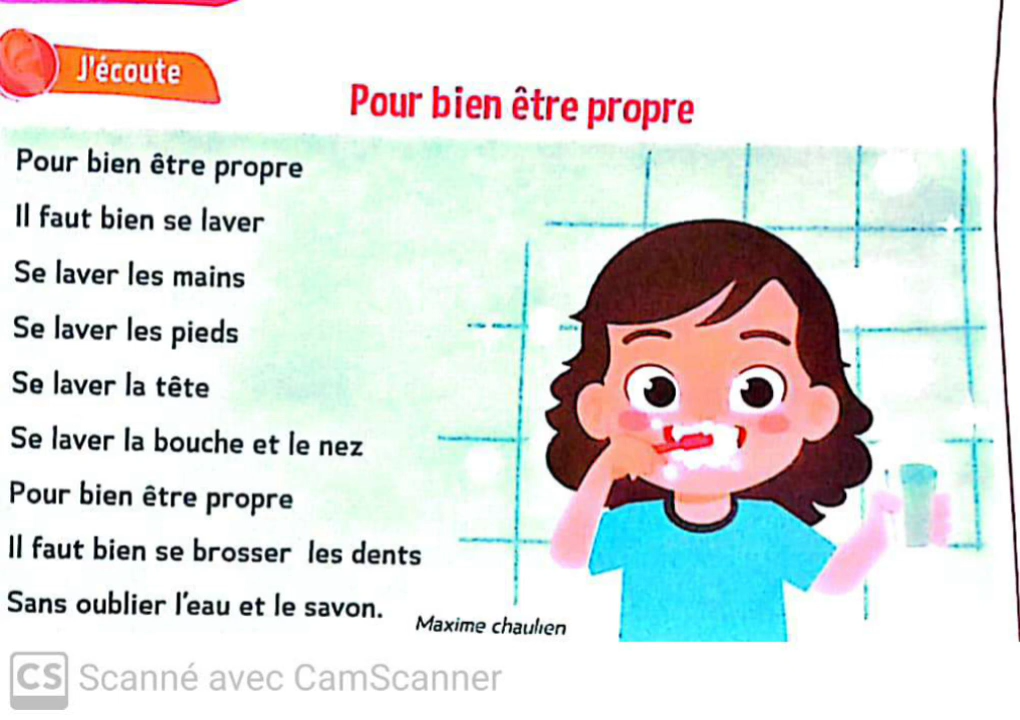 J'écoute
Pour bien être propre
Pour bien être propre
Il faut bien se laver
Se laver les mains
Se laver les pieds
Se laver la tête
Se laver la bouche et le nez
Pour bien être propre
Il faut bien se brosser les dents
Sans oublier l'eau et le savon.
Maxime chaulien
CS Scanné avec CamScanner